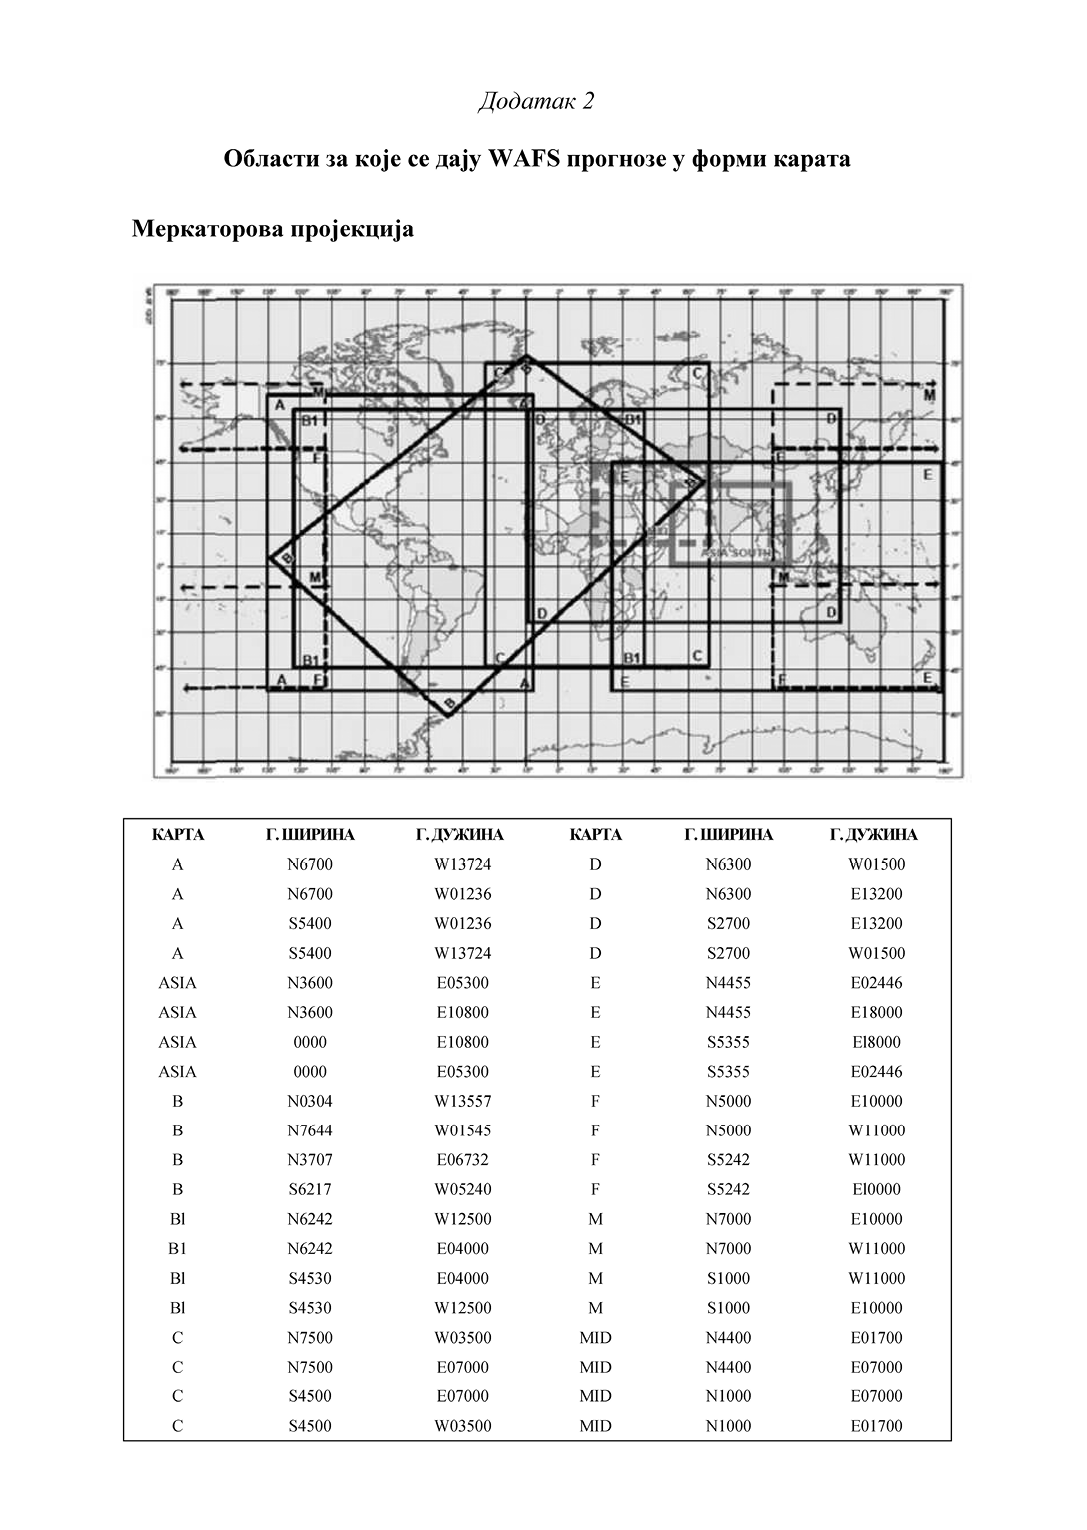 Додатак 2
Области за које се дају WAFS прогнозе у форми карата
Меркаторова пројекција
C B C
A M A M
B1 D B1 D
F F
E E
B B
ASIA SOUTH
M M
D D
B1 C B1 C
A F A E F E
B
КАРТА Г. ШИРИНА Г. ДУЖИНА КАРТА Г. ШИРИНА Г. ДУЖИНА
A N6700 W13724 D N6300 W01500
A N6700 W01236 D N6300 E13200
A S5400 W01236 D S2700 E13200
A S5400 W13724 D S2700 W01500
ASIA N3600 E05300 E N4455 E02446
ASIA N3600 E10800 E N4455 E18000
ASIA 0000 E10800 E S5355 El8000
ASIA 0000 E05300 E S5355 E02446
B N0304 W13557 F N5000 E10000
B N7644 W01545 F N5000 W11000
B N3707 E06732 F S5242 W11000
B S6217 W05240 F S5242 El0000
Bl N6242 W12500 M N7000 E10000
B1 N6242 E04000 M N7000 W11000
Bl S4530 E04000 M S1000 W11000
Bl S4530 W12500 M S1000 E10000
C N7500 W03500 MID N4400 E01700
C N7500 E07000 MID N4400 E07000
C S4500 E07000 MID N1000 E07000
C S4500 W03500 MID N1000 E01700